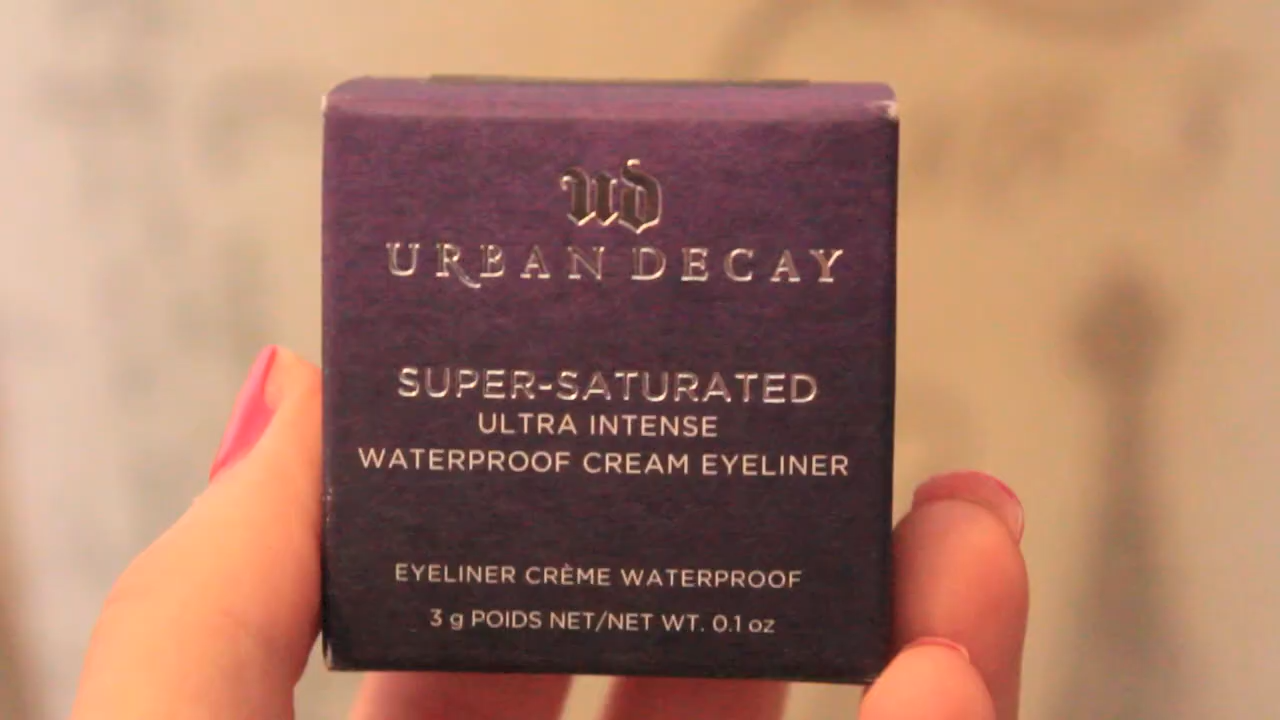 ud
URBAN DECAY
SUPER-SATURATED
ULTRA INTENSE
WATERPROOF CREAM EYELINER
EYELINER CRÈME WATERPROOF
3 g POIDS NET/NET WT. 0.1 oz